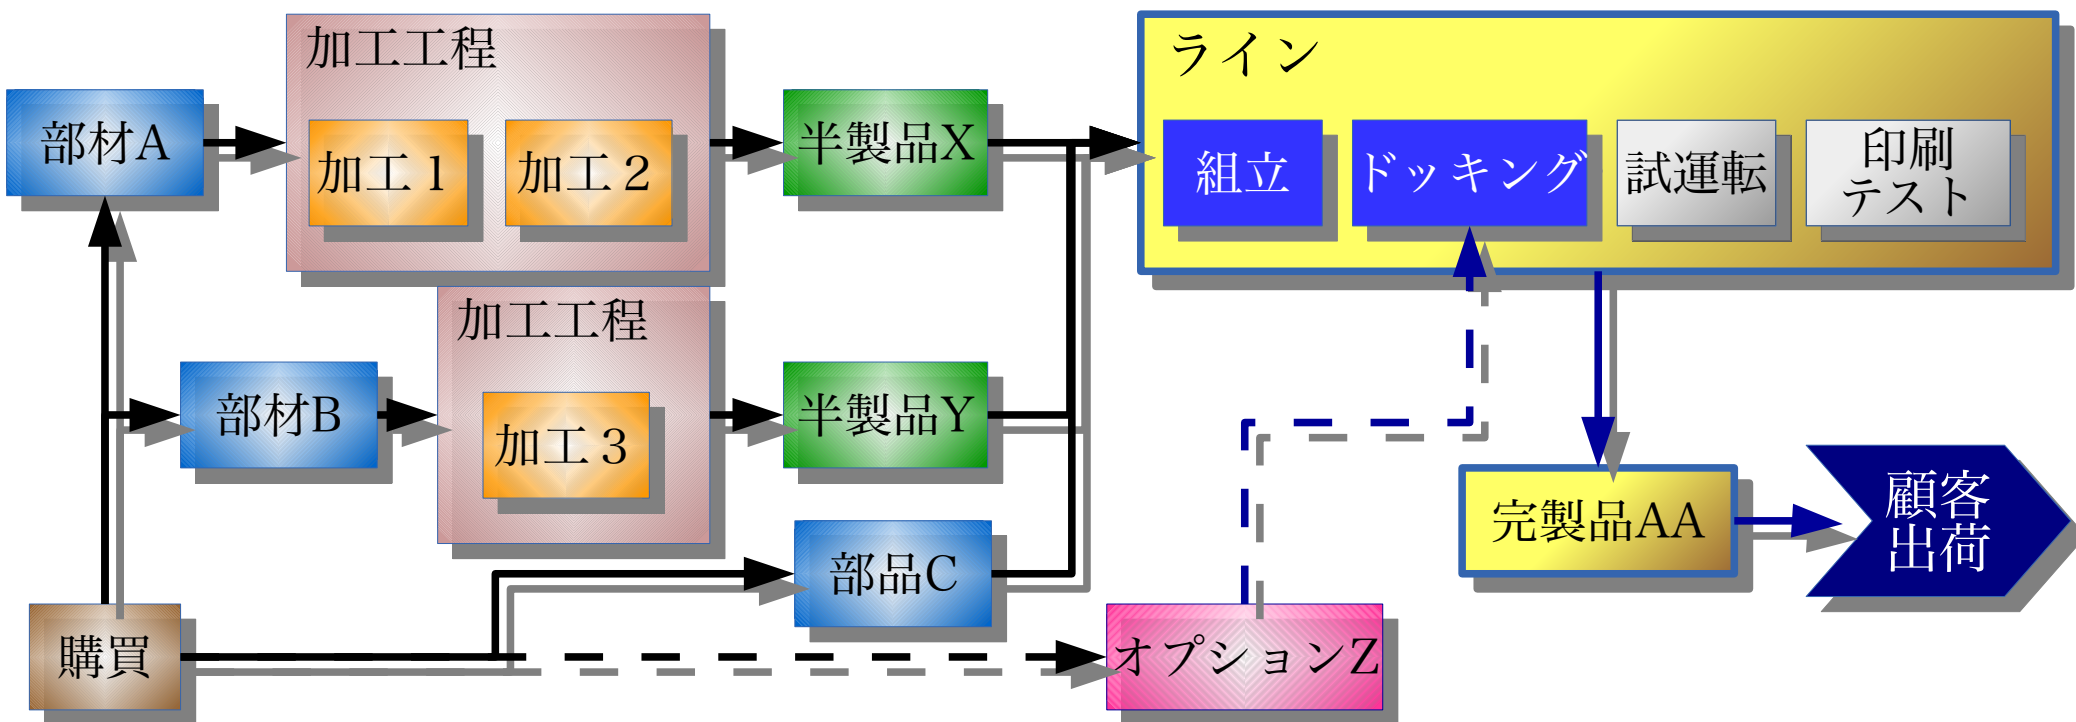 加工工程
ライン
部材A
加工１
加工２
半製品X
組立
ドッキング
試運転
印刷
テスト
加工工程
部材B
加工３
半製品Y
部品C
完製品AA
顧客
出荷
購買
オプションZ